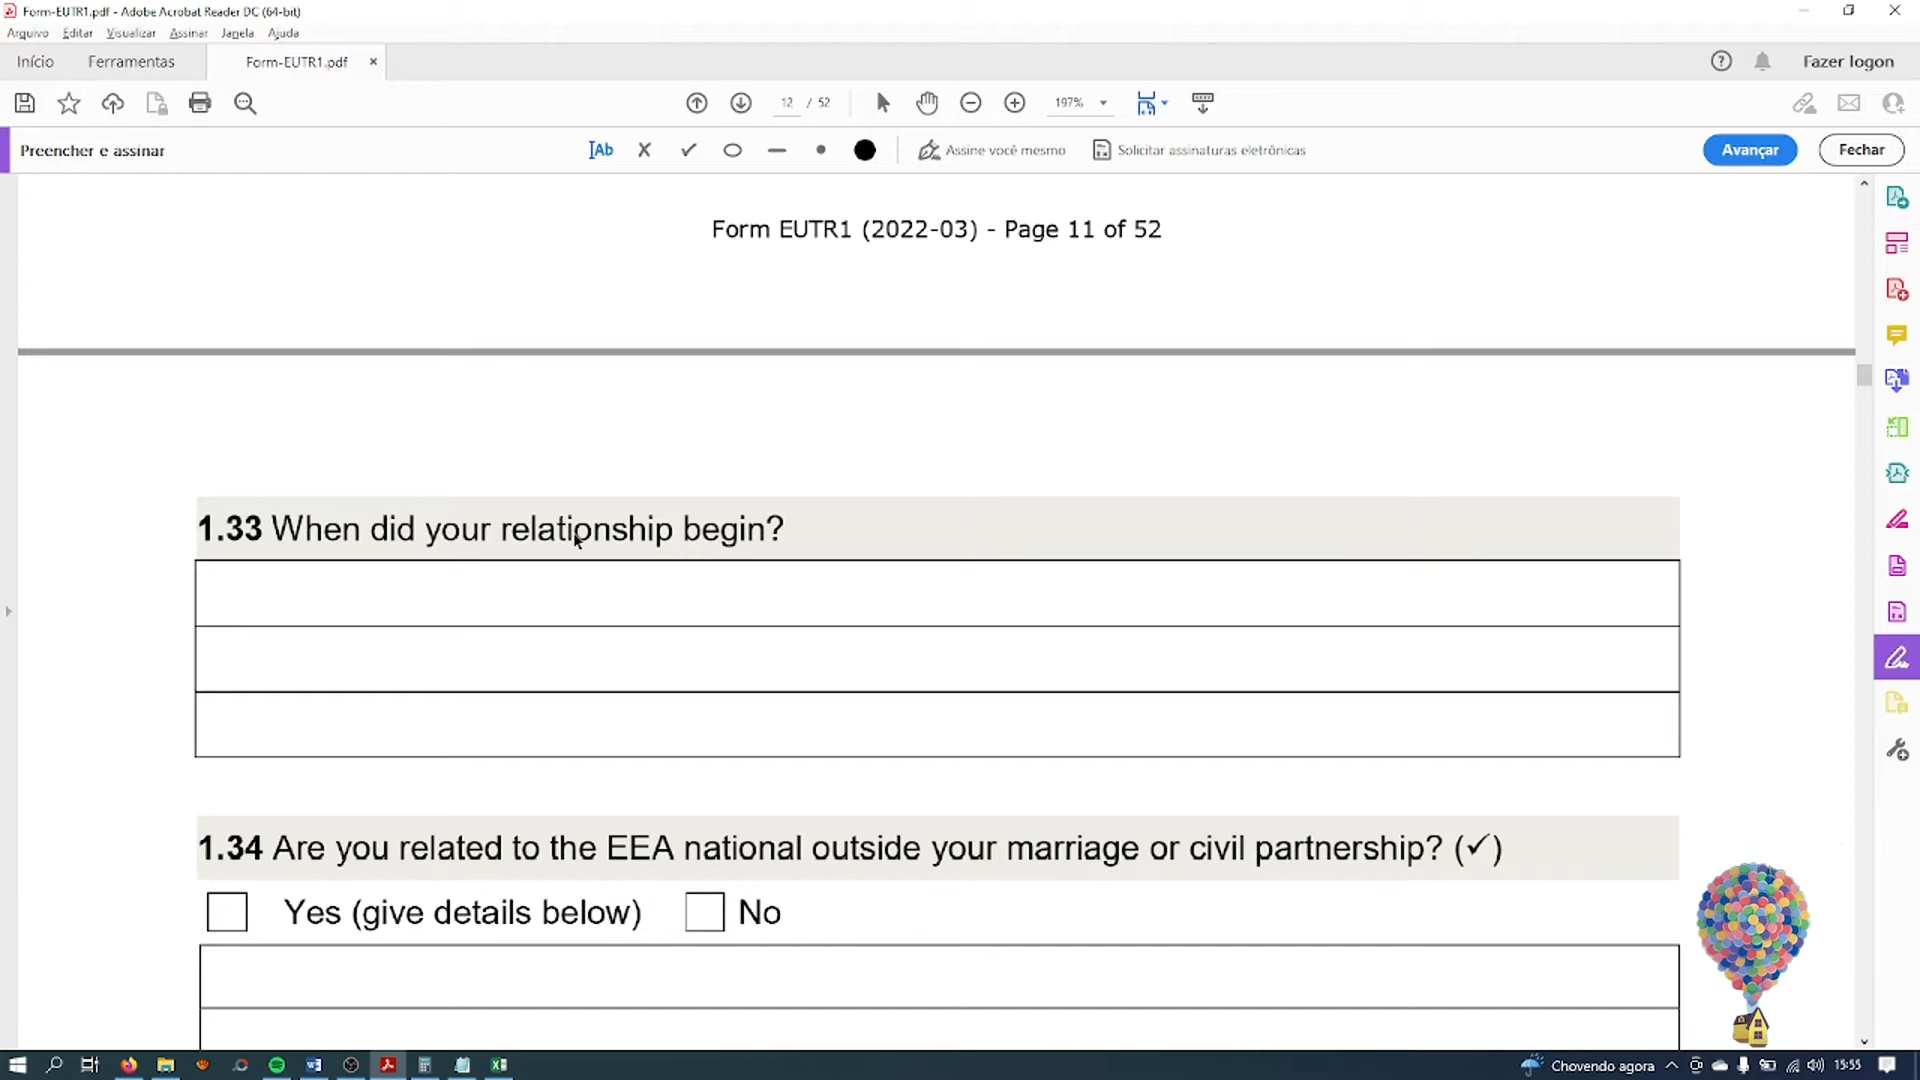 Form-EUTR1.pdf - Adobe Acrobat Reader DC (64-bit)
Arquivo Editar Visualizar Assinar Janela Ajuda
Início Ferramentas Form-EUTR1.pdf × Fazer logon
12 / 52 197%
Preencher e assinar Ab Assine você mesmo Solicitar assinaturas eletrônicas Avançar Fechar
Form EUTR1 (2022-03) - Page 11 of 52
1.33 When did your relationship begin?
1.34 Are you related to the EEA national outside your marriage or civil partnership? (✓)
Yes (give details below) No
Chovendo agora 15:55